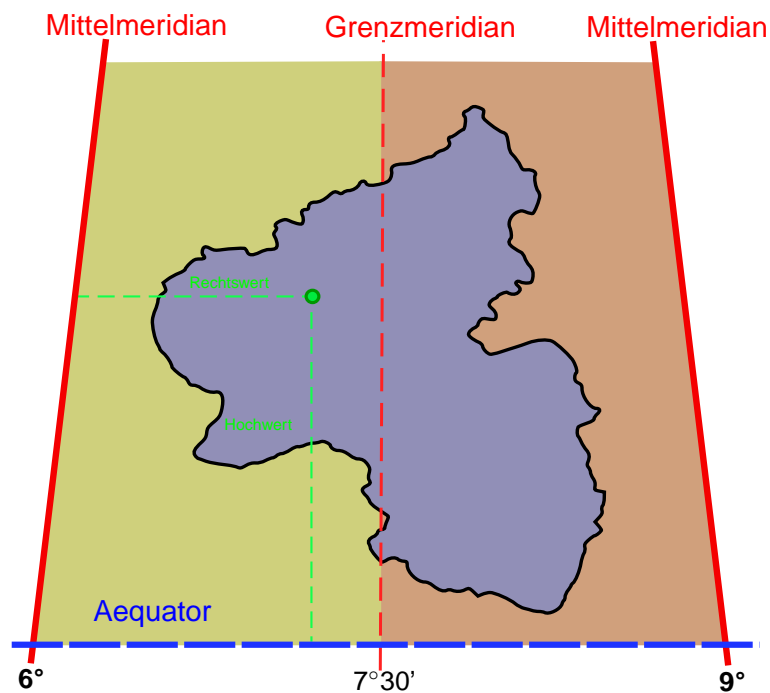 Mittelmeridian Grenzmeridian Mittelmeridian
Rechtswert
Hochwert
Aequator
6° 7°30' 9°